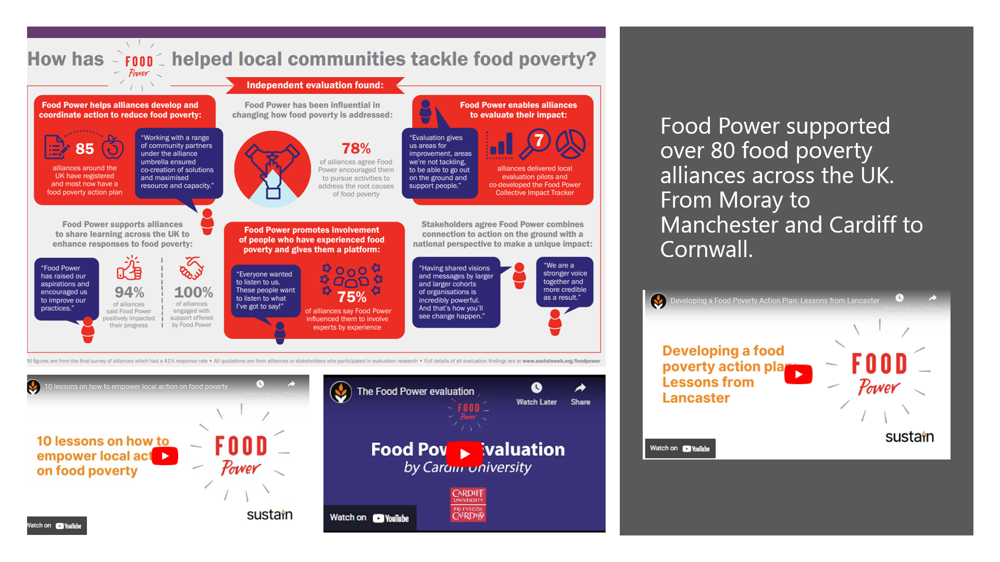 How has FOOD Power helped local communities tackle food poverty?
Independent evaluation found:
Food Power helps alliances develop and
coordinate action to reduce food poverty:
85
alliances around the
UK have registered
and most now have a
food poverty action plan
“Working with a range
of community partners
under the alliance
umbrella ensured
co-creation of solutions
and maximised
resource and capacity.”
Food Power has been influential in
changing how food poverty is addressed:
78%
of alliances agree Food
Power encouraged them
to pursue activities to
address the root causes
of food poverty
Food Power enables alliances
to evaluate their impact:
“Evaluation gives
us areas for
improvement, areas
we’re not tackling,
to be able to go out
on the ground and
support people.”
7
alliances delivered local
evaluation pilots and
co-developed the Food Power
Collective Impact Tracker
Food Power supports alliances
to share learning across the UK to
enhance responses to food poverty:
“Food Power
has raised our
aspirations and
encouraged us
to improve our
practices.”
94%
of alliances
said Food Power
positively impacted
their progress
100%
of alliances
engaged with
support offered
by Food Power
Food Power promotes involvement
of people who have experienced food
poverty and gives them a platform:
“Everyone wanted
to listen to us.
These people want
to listen to what
I’ve got to say!”
75%
of alliances say Food Power
influenced them to involve
experts by experience
Stakeholders agree Food Power combines
connection to action on the ground with a
national perspective to make a unique impact:
“Having shared visions
and messages by larger
and larger cohorts
of organisations is
incredibly powerful.
And that’s how you’ll
see change happen.”
“We are a
stronger voice
together and
more credible
as a result.”
All figures are from the final survey of alliances which had a 41% response rate • All quotations are from alliances or stakeholders who participated in evaluation research • Full details of all evaluation findings are at www.sustainweb.org/foodpower
10 lessons on how to empower local action on food poverty
Watch Later Share
10 lessons on how to
empower local act
on food poverty
FOOD
Power
sustain
Watch on YouTube
The Food Power evaluation
Watch Later Share
FOOD
Power
Food Pow Evaluation
by Cardiff University
CARDIFF
UNIVERSITY
PRIFYSGOL
CAERDYDD
Watch on YouTube
Food Power supported
over 80 food poverty
alliances across the UK.
From Moray to
Manchester and Cardiff to
Cornwall.
Developing a Food Poverty Action Plan: Lessons from Lancaster
Watch Later Share
Developing a food
poverty action plan:
Lessons from
Lancaster
FOOD
Power
sustain
Watch on YouTube